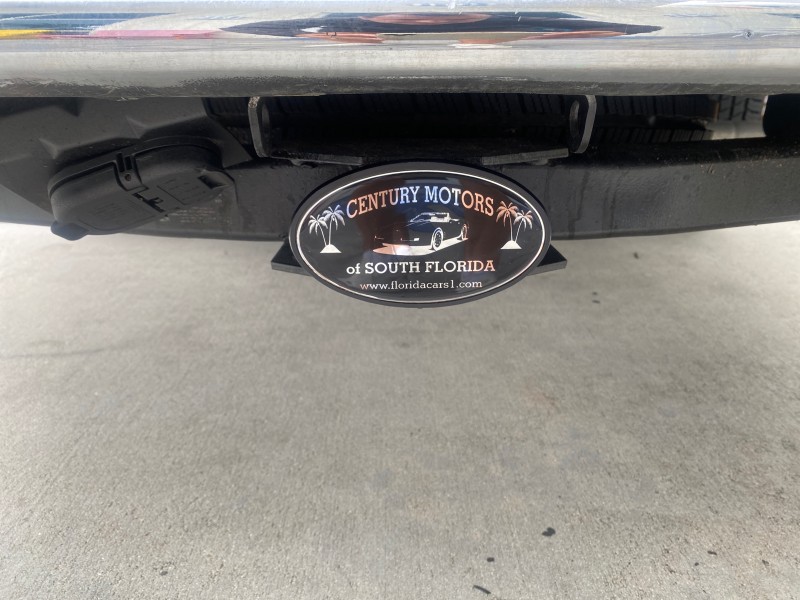 CENTURY MOTORS
of SOUTH FLORIDA
www.floridacars1.com